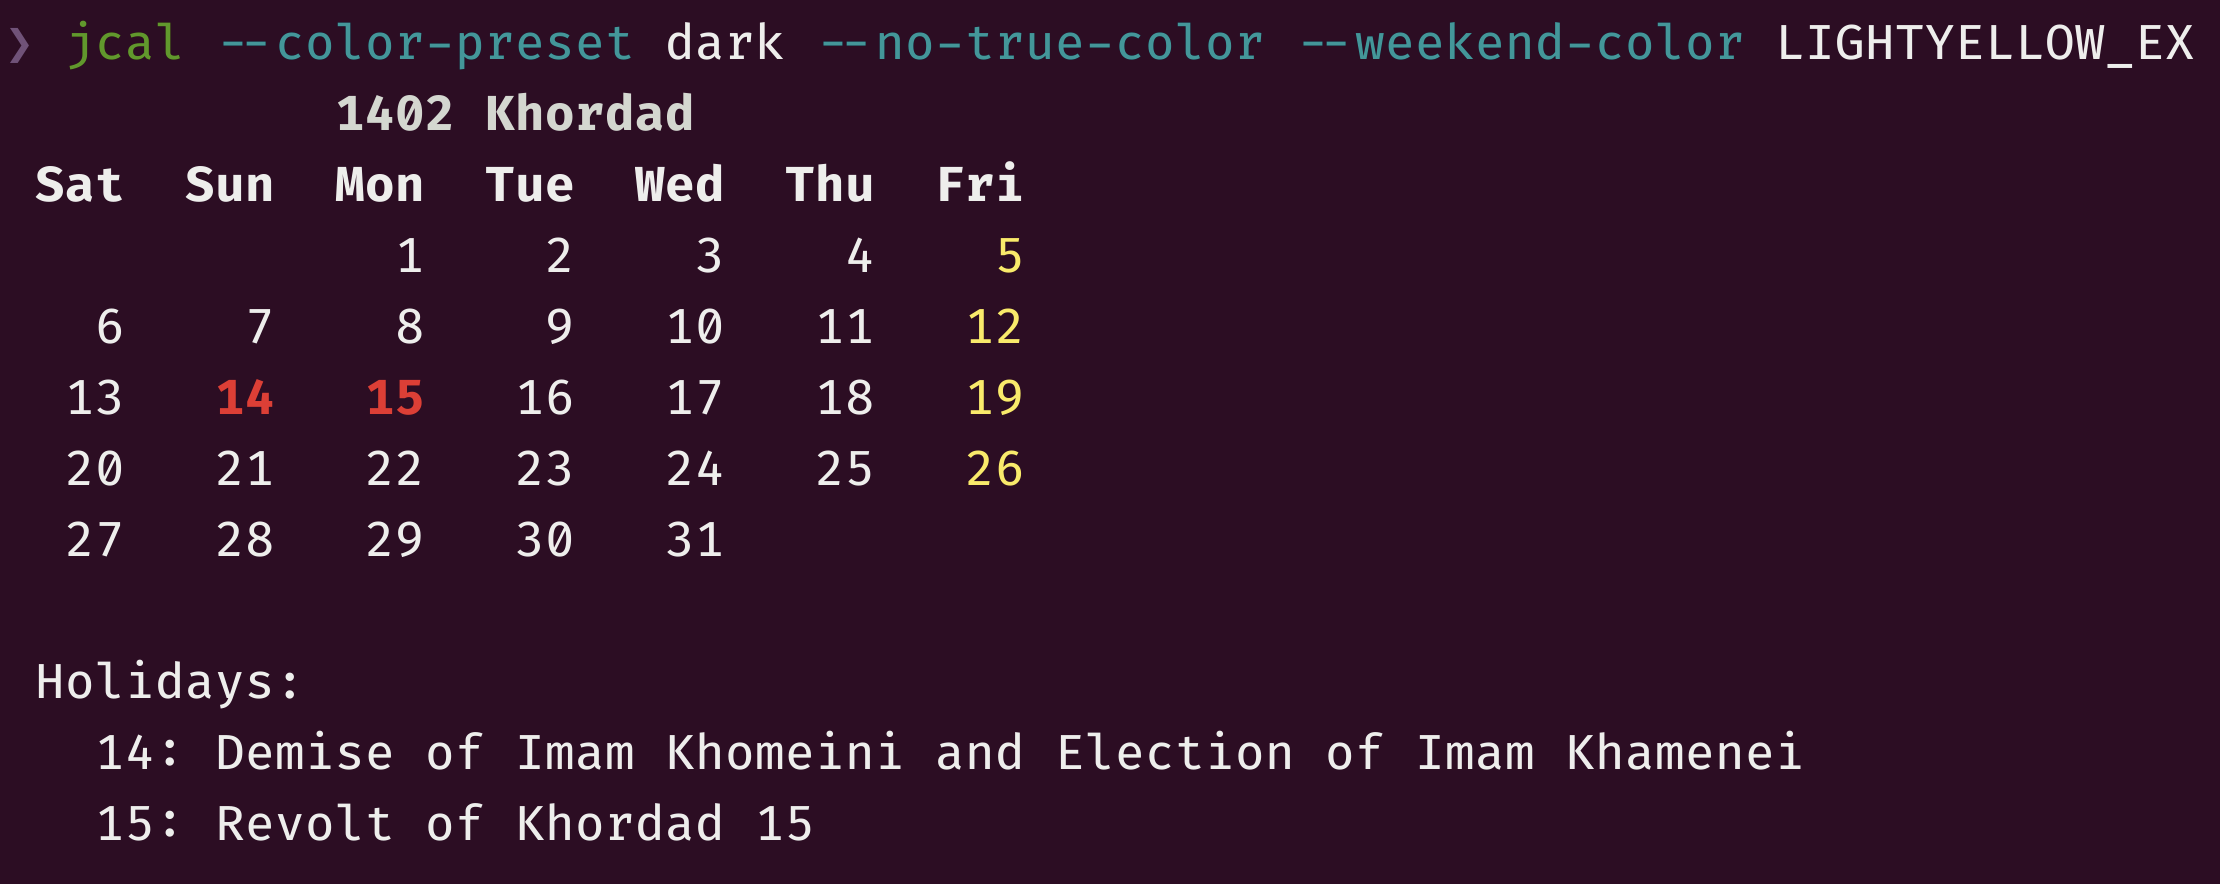 ❯ jcal --color-preset dark --no-true-color --weekend-color LIGHTYELLOW_EX
1402 Khordad
Sat Sun Mon Tue Wed Thu Fri
1 2 3 4 5
6 7 8 9 10 11 12
13 14 15 16 17 18 19
20 21 22 23 24 25 26
27 28 29 30 31
Holidays:
14: Demise of Imam Khomeini and Election of Imam Khamenei
15: Revolt of Khordad 15